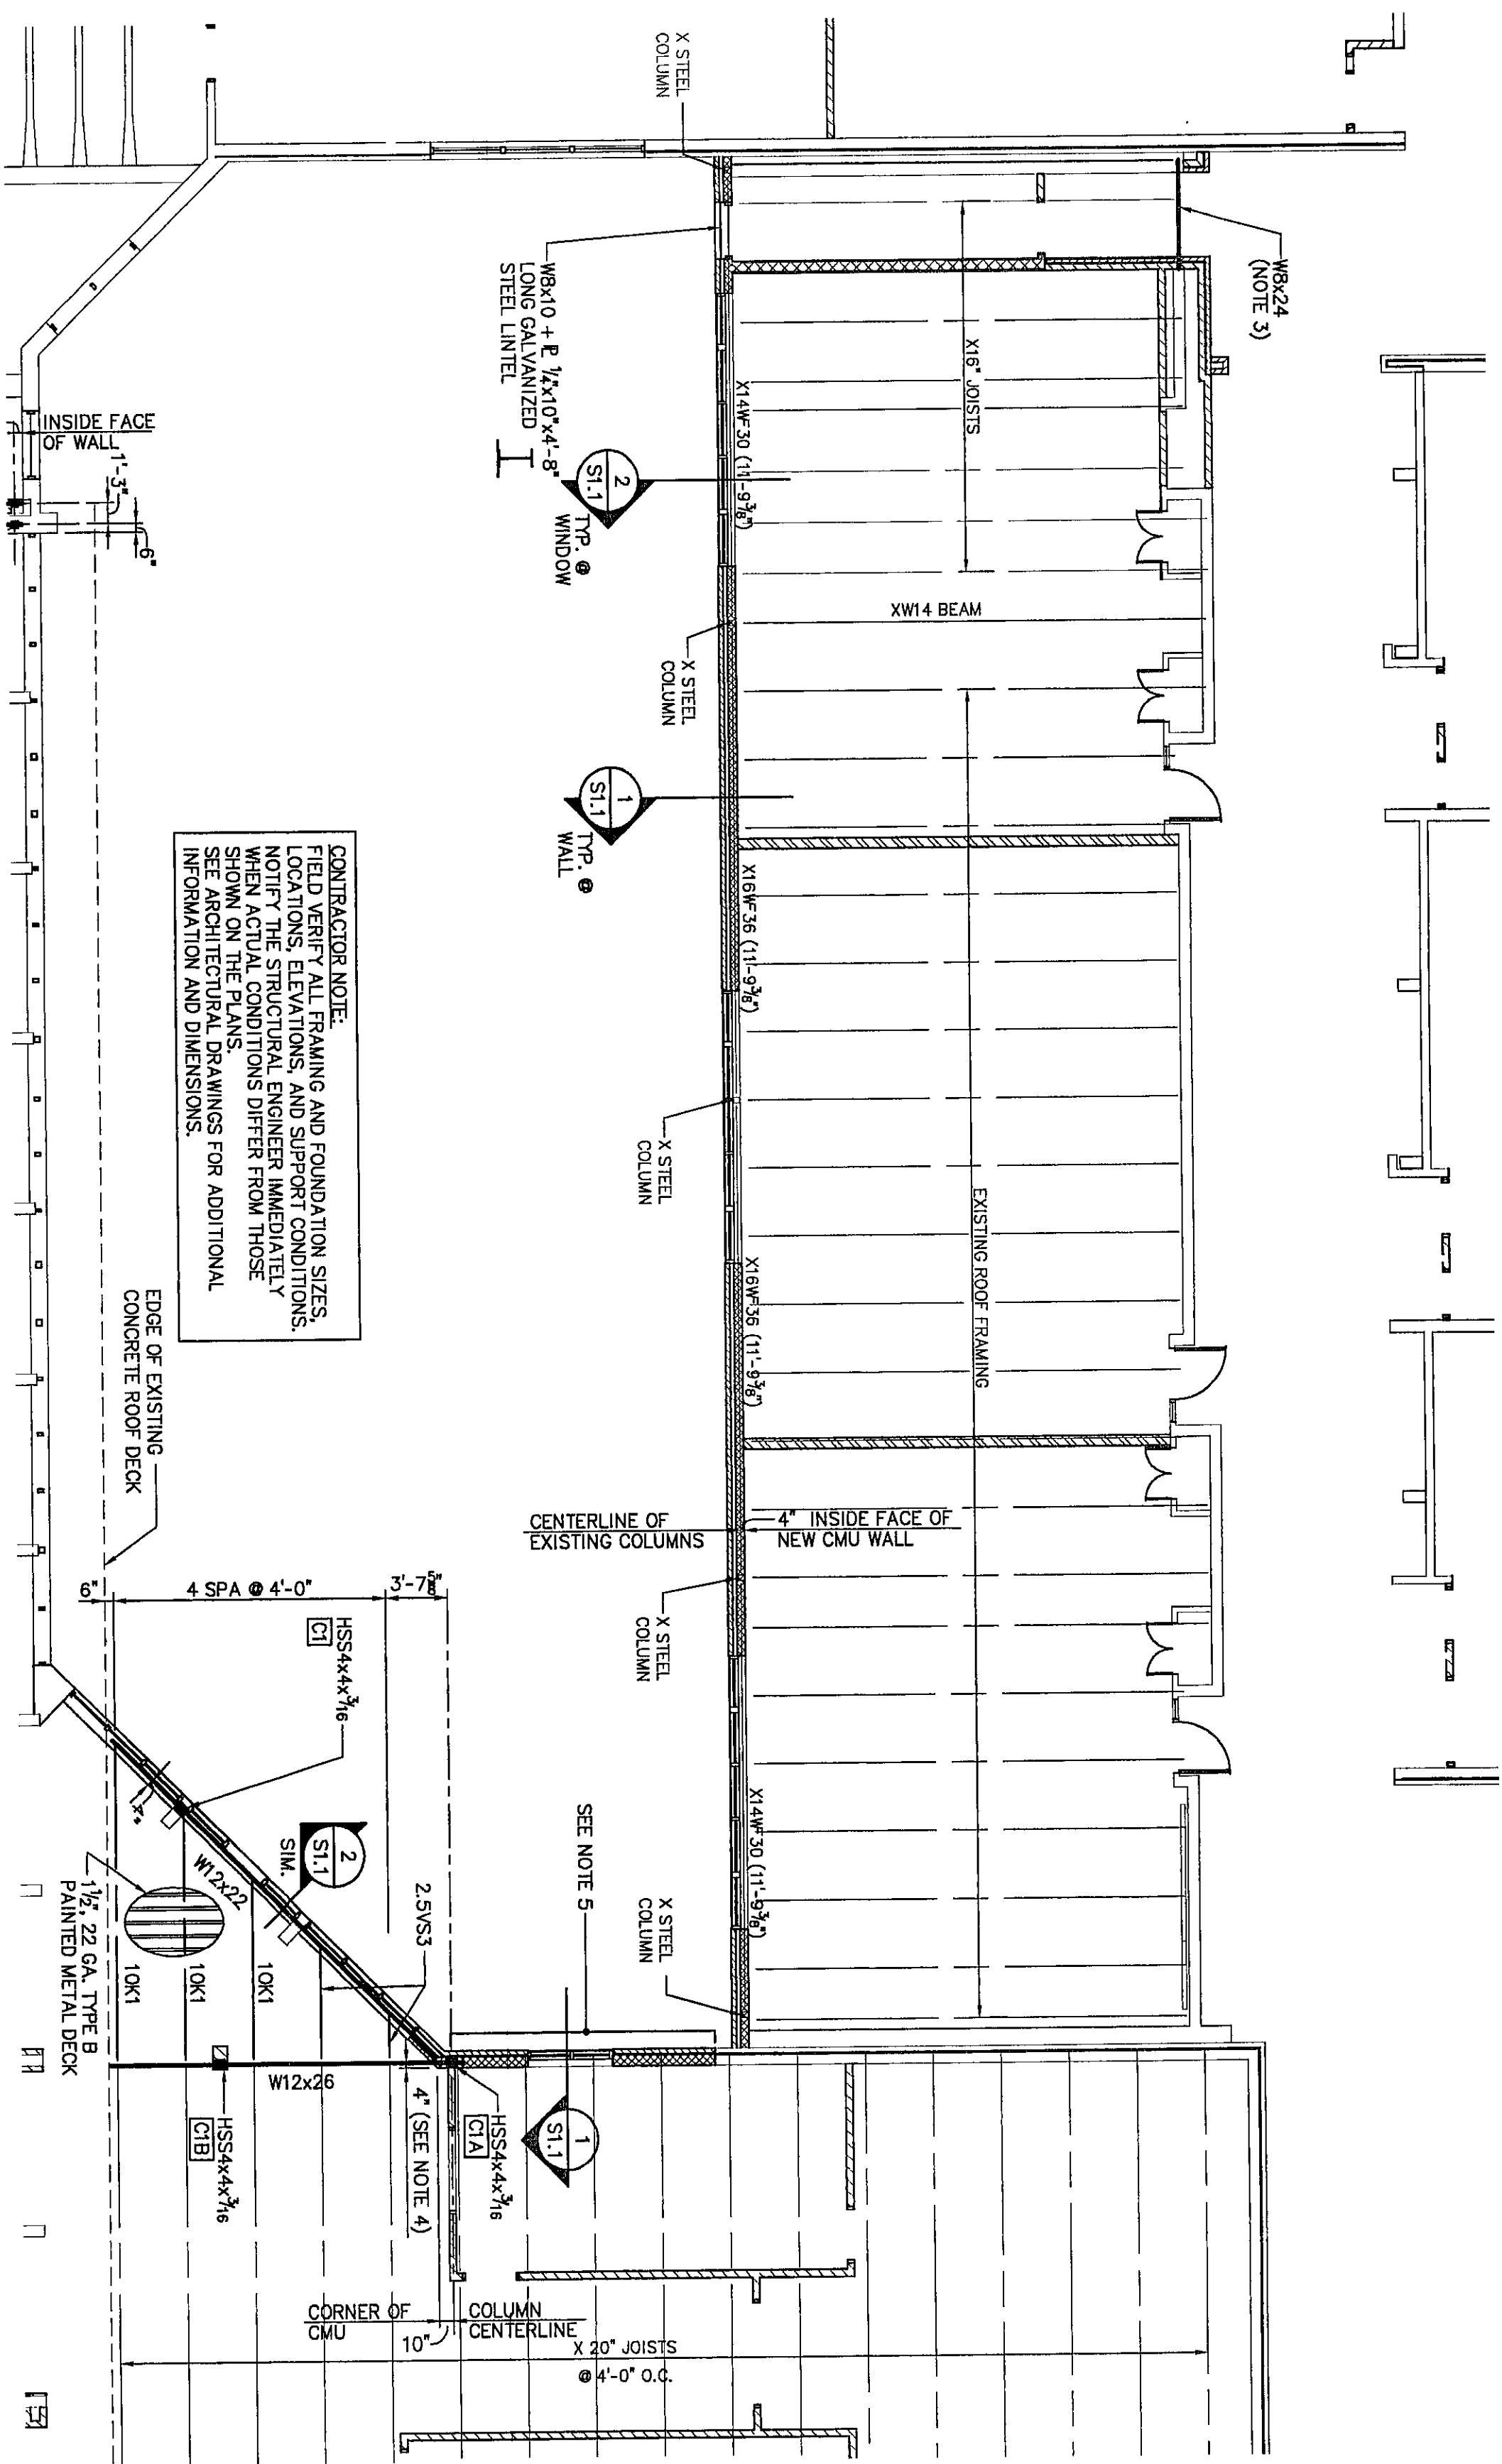 X STEEL
COLUMN
W8x24
(NOTE 3)
X16" JOISTS
W8x10 + PL 1/4"x10"x4'-8"
LONG GALVANIZED
STEEL LINTEL
X14WF30 (11'-9 3/8")
2
S1.1
TYP. @
WINDOW
INSIDE FACE
OF WALL
1'-3"
6"
XW14 BEAM
X STEEL
COLUMN
1
S1.1
TYP. @
WALL
X16WF36 (11'-9 3/8")
CONTRACTOR NOTE:
FIELD VERIFY ALL FRAMING AND FOUNDATION SIZES,
LOCATIONS, ELEVATIONS, AND SUPPORT CONDITIONS.
NOTIFY THE STRUCTURAL ENGINEER IMMEDIATELY
WHEN ACTUAL CONDITIONS DIFFER FROM THOSE
SHOWN ON THE PLANS.
SEE ARCHITECTURAL DRAWINGS FOR ADDITIONAL
INFORMATION AND DIMENSIONS.
X STEEL
COLUMN
EXISTING ROOF FRAMING
X16WF36 (11'-9 3/8")
EDGE OF EXISTING
CONCRETE ROOF DECK
CENTERLINE OF
EXISTING COLUMNS
4" INSIDE FACE OF
NEW CMU WALL
6"
4 SPA @ 4'-0"
3'-7 5/8"
X STEEL
COLUMN
HSS4x4x3/16
C1
X14WF30 (11'-9 3/8")
SEE NOTE 5
X STEEL
COLUMN
2
S1.1
SIM.
W12x22
2.5VS3
1 1/2", 22 GA. TYPE B
PAINTED METAL DECK
10K1
10K1
10K1
W12x26
HSS4x4x3/16
C1B
4" (SEE NOTE 4)
HSS4x4x3/16
C1A
1
S1.1
CORNER OF
CMU
COLUMN
CENTERLINE
10"
X 20" JOISTS
@ 4'-0" O.C.